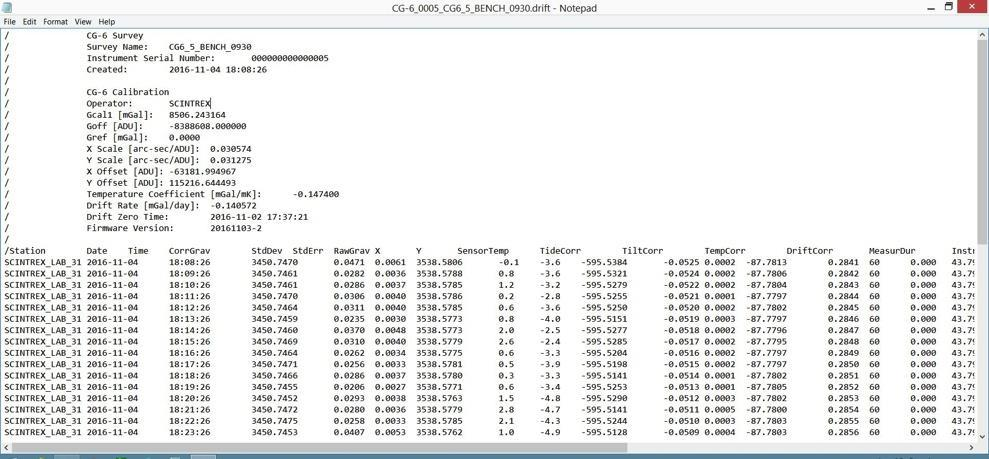 CG-6_0005_CG6_5_BENCH_0930.drift - Notepad
File Edit Format View Help
/ CG-6 Survey
/ Survey Name: CG6_5_BENCH_0930
/ Instrument Serial Number: 000000000000005
/ Created: 2016-11-04 18:08:26
/
/ CG-6 Calibration
/ Operator: SCINTREX
/ Gcal1 [mGal]: 8506.243164
/ Goff [ADU]: -8388608.000000
/ Gref [mGal]: 0.0000
/ X Scale [arc-sec/ADU]: 0.030574
/ Y Scale [arc-sec/ADU]: 0.031275
/ X Offset [ADU]: -63181.994967
/ Y Offset [ADU]: 115216.644493
/ Temperature Coefficient [mGal/mK]: -0.147400
/ Drift Rate [mGal/day]: -0.140572
/ Drift Zero Time: 2016-11-02 17:37:21
/ Firmware Version: 20161103-2
/
/Station Date Time CorrGrav StdDev StdErr RawGrav X Y SensorTemp TideCorr TiltCorr TempCorr DriftCorr MeasurDur Instr
SCINTREX_LAB_31 2016-11-04 18:08:26 3450.7470 0.0471 0.0061 3538.5806 -0.1 -3.6 -595.5384 -0.0525 0.0002 -87.7813 0.2841 60 0.000 43.79
SCINTREX_LAB_31 2016-11-04 18:09:26 3450.7461 0.0282 0.0036 3538.5788 0.8 -3.6 -595.5321 -0.0524 0.0002 -87.7806 0.2842 60 0.000 43.79
SCINTREX_LAB_31 2016-11-04 18:10:26 3450.7461 0.0286 0.0037 3538.5785 1.2 -3.2 -595.5279 -0.0522 0.0002 -87.7804 0.2843 60 0.000 43.79
SCINTREX_LAB_31 2016-11-04 18:11:26 3450.7470 0.0306 0.0040 3538.5786 0.2 -2.8 -595.5255 -0.0521 0.0001 -87.7797 0.2844 60 0.000 43.79
SCINTREX_LAB_31 2016-11-04 18:12:26 3450.7464 0.0311 0.0040 3538.5785 0.6 -3.6 -595.5250 -0.0520 0.0002 -87.7802 0.2845 60 0.000 43.79
SCINTREX_LAB_31 2016-11-04 18:13:26 3450.7459 0.0235 0.0030 3538.5773 0.8 -4.0 -595.5151 -0.0519 0.0003 -87.7797 0.2846 60 0.000 43.79
SCINTREX_LAB_31 2016-11-04 18:14:26 3450.7460 0.0370 0.0048 3538.5773 2.0 -2.5 -595.5277 -0.0518 0.0002 -87.7796 0.2847 60 0.000 43.79
SCINTREX_LAB_31 2016-11-04 18:15:26 3450.7469 0.0310 0.0040 3538.5779 2.6 -2.4 -595.5285 -0.0517 0.0002 -87.7795 0.2848 60 0.000 43.79
SCINTREX_LAB_31 2016-11-04 18:16:26 3450.7464 0.0262 0.0034 3538.5775 0.6 -3.3 -595.5204 -0.0516 0.0002 -87.7798 0.2849 60 0.000 43.79
SCINTREX_LAB_31 2016-11-04 18:17:26 3450.7471 0.0256 0.0033 3538.5781 0.5 -3.9 -595.5198 -0.0515 0.0002 -87.7798 0.2850 60 0.000 43.79
SCINTREX_LAB_31 2016-11-04 18:18:26 3450.7466 0.0286 0.0037 3538.5780 0.3 -3.3 -595.5141 -0.0514 0.0001 -87.7802 0.2851 60 0.000 43.79
SCINTREX_LAB_31 2016-11-04 18:19:26 3450.7455 0.0206 0.0027 3538.5771 0.6 -3.4 -595.5253 -0.0513 0.0001 -87.7805 0.2852 60 0.000 43.79
SCINTREX_LAB_31 2016-11-04 18:20:26 3450.7452 0.0293 0.0038 3538.5763 1.5 -4.8 -595.5290 -0.0512 0.0003 -87.7802 0.2853 60 0.000 43.79
SCINTREX_LAB_31 2016-11-04 18:21:26 3450.7472 0.0280 0.0036 3538.5779 2.8 -4.7 -595.5141 -0.0511 0.0005 -87.7800 0.2854 60 0.000 43.79
SCINTREX_LAB_31 2016-11-04 18:22:26 3450.7475 0.0258 0.0033 3538.5785 2.1 -4.3 -595.5244 -0.0510 0.0003 -87.7803 0.2855 60 0.000 43.79
SCINTREX_LAB_31 2016-11-04 18:23:26 3450.7453 0.0407 0.0053 3538.5762 1.0 -4.9 -595.5128 -0.0509 0.0004 -87.7803 0.2856 60 0.000 43.79